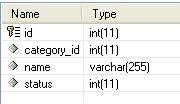 Name Type
id int(11)
category_id int(11)
name varchar(255)
status int(11)